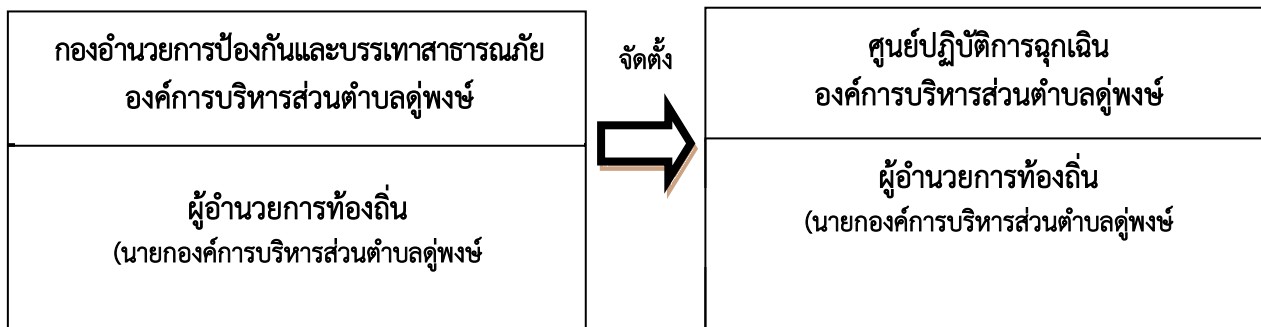 กองอำนวยการป้องกันและบรรเทาสาธารณภัย
องค์การบริหารส่วนตำบลดู่พงษ์
ผู้อำนวยการท้องถิ่น
(นายกองค์การบริหารส่วนตำบลดู่พงษ์
จัดตั้ง
ศูนย์ปฏิบัติการฉุกเฉิน
องค์การบริหารส่วนตำบลดู่พงษ์
ผู้อำนวยการท้องถิ่น
(นายกองค์การบริหารส่วนตำบลดู่พงษ์